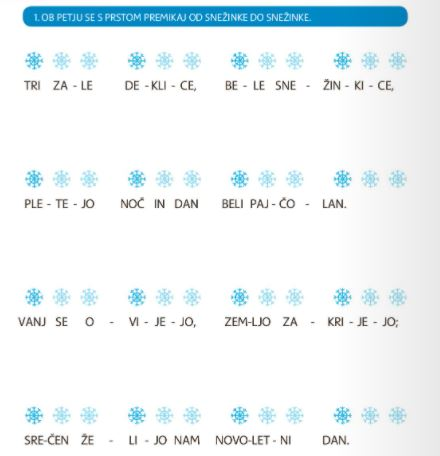 1. OB PETJU SE S PRSTOM PREMIKAJ OD SNEŽINKE DO SNEŽINKE.
TRI ZA - LE DE - KLI - CE, BE - LE SNE - ŽIN - KI - CE,
PLE - TE - JO NOČ IN DAN BELI PAJ - ČO - LAN.
VANJ SE O - VI - JE - JO, ZEM-LJO ZA - KRI - JE - JO;
SRE-ČEN ŽE - LI - JO NAM NOVO-LET - NI DAN.